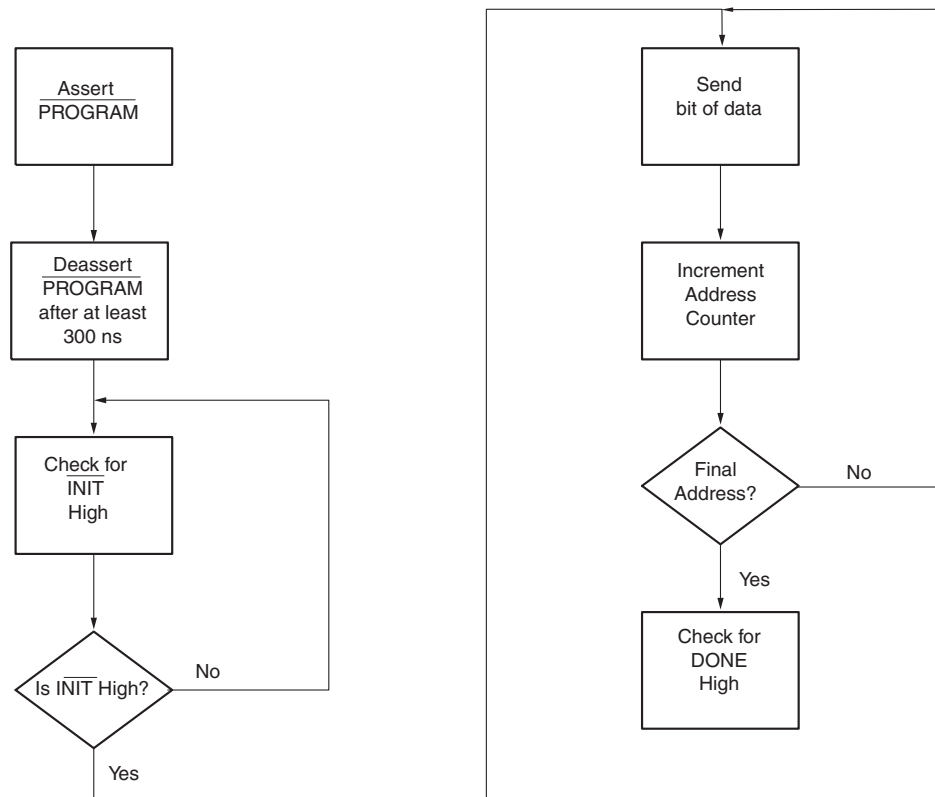 Assert
PROGRAM
Deassert
PROGRAM
after at least
300 ns
Check for
INIT
High
Is INIT High?
No
Yes
Send
bit of data
Increment
Address
Counter
Final
Address?
No
Yes
Check for
DONE
High